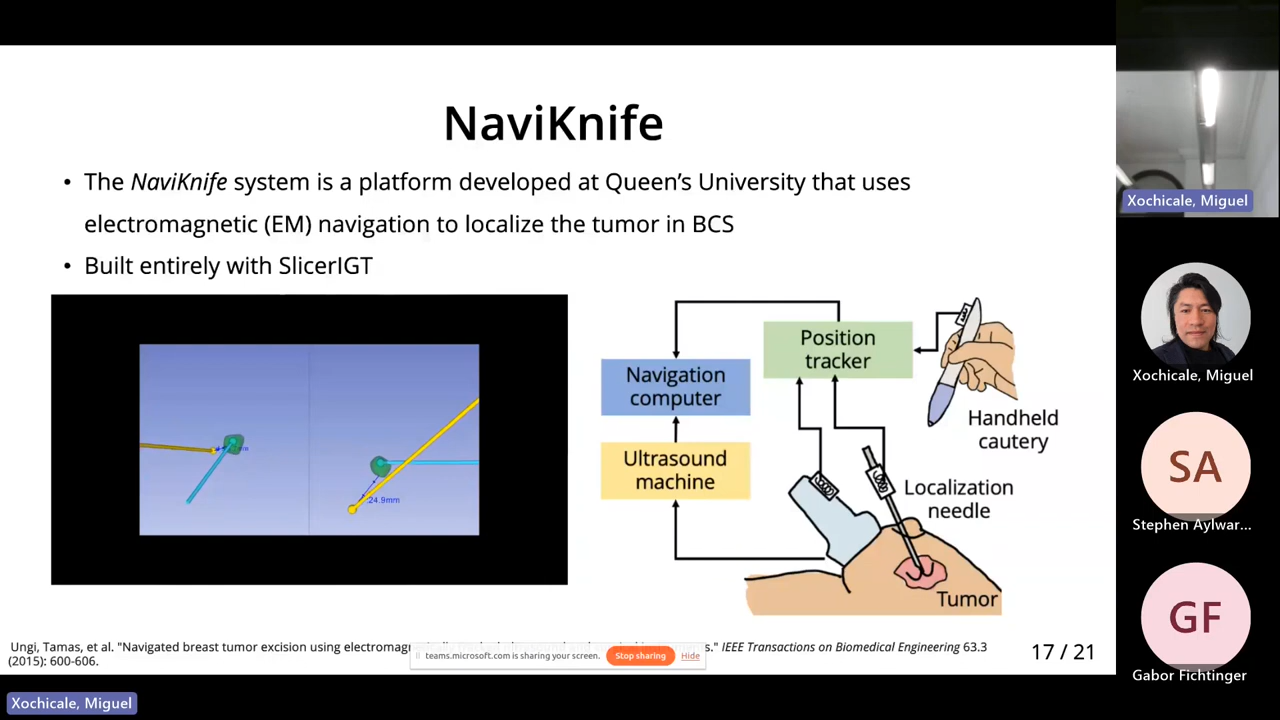 NaviKnife
• The NaviKnife system is a platform developed at Queen's University that uses
electromagnetic (EM) navigation to localize the tumor in BCS
• Built entirely with SlicerIGT
24.9mm
Position
tracker
Navigation
computer
Ultrasound
machine
Handheld
cautery
Localization
needle
Tumor
Ungi, Tamas, et al. "Navigated breast tumor excision using
." IEEE Transactions on Biomedical Engineering 63.3
(2015): 600-606.
teams.microsoft.com is sharing your screen.
Stop sharing
Hide
17 / 21
Xochicale, Miguel
Xochicale, Miguel
SA
Stephen Aylwar...
GF
Gabor Fichtinger
Xochicale, Miguel